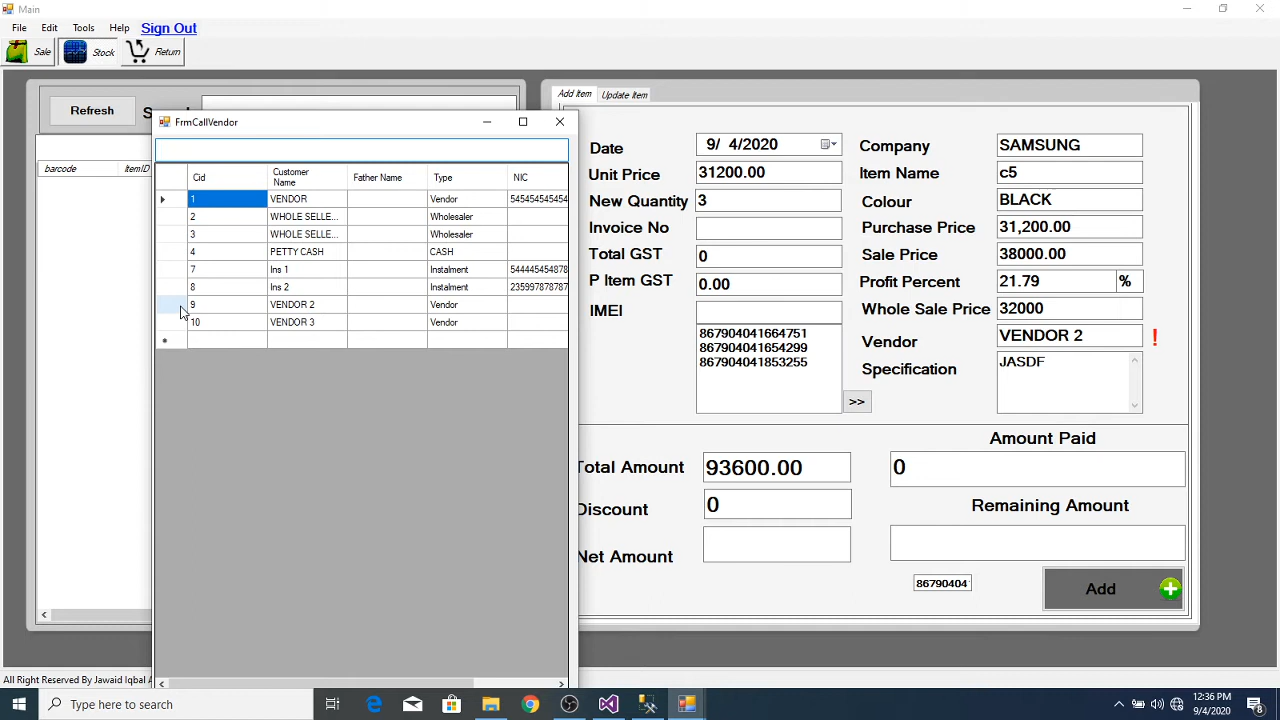 Main
File Edit Tools Help Sign Out
Sale Stock Return
Refresh
barcode itemID
FrmCallVendor
Cid Customer Name Father Name Type NIC
1 VENDOR Vendor 545454545454
2 WHOLE SELLE... Wholesaler
3 WHOLE SELLE... Wholesaler
4 PETTY CASH CASH
7 Ins 1 Instalment 544445454878
8 Ins 2 Instalment 235997878787
9 VENDOR 2 Vendor
10 VENDOR 3 Vendor
Add Item Update Item
Date 9/ 4/2020
Unit Price 31200.00
New Quantity 3
Invoice No
Total GST 0
P Item GST 0.00
IMEI
867904041664751
867904041654299
867904041853255
>>
Company SAMSUNG
Item Name c5
Colour BLACK
Purchase Price 31,200.00
Sale Price 38000.00
Profit Percent 21.79 %
Whole Sale Price 32000
Vendor VENDOR 2 !
Specification JASDF
Total Amount 93600.00
Discount 0
Net Amount
Amount Paid
0
Remaining Amount
86790404
Add
All Right Reserved By Jawaid Iqbal A
Type here to search
12:36 PM
9/4/2020
8